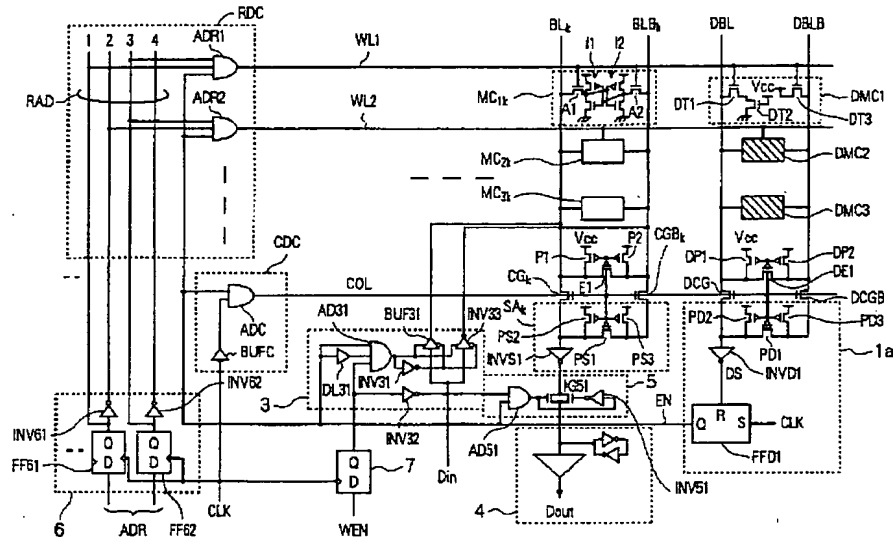 RDC
1 2 3 4
ADR1
WL1
RAD
ADR2
WL2
BLk
BLBk
DBL
DBLB
I1
I2
MC1k
A1
A2
Vcc
DT1
DT2
DT3
DMC1
MC2k
DMC2
MC3k
DMC3
CDC
COL
ADC
BUFC
Vcc
P1
P2
E1
CGk
CGBk
Vcc
DP1
DP2
DE1
DCG
DCGB
SAk
PS2
PS1
PS3
INVS1
PD2
PD3
PD1
1a
DS
INVD1
AD31
BUF31
INV33
DL31
INV31
3
INV32
AD51
IG51
5
INV51
EN
Q
R
S
CLK
FFD1
INV61
INV62
Q
D
Q
D
FF61
FF62
6
ADR
CLK
Q
D
7
WEN
Din
4
Dout